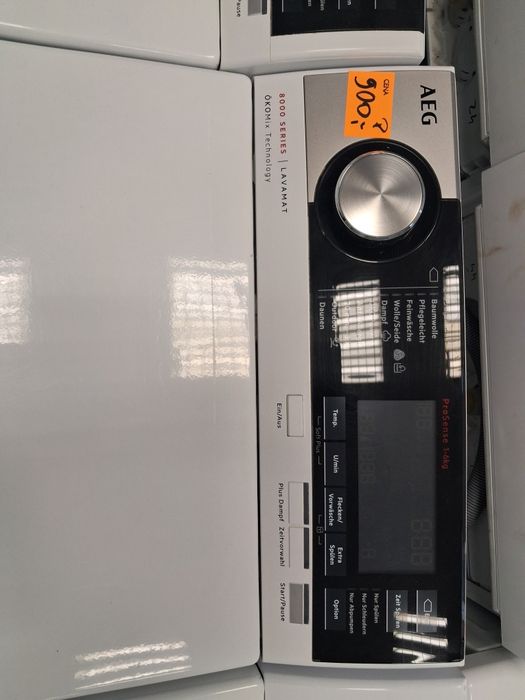 AEG
CENA
900,-
8000 SERIES | LAVAMAT
ÖKOMix Technology
Baumwolle
Pflegeleicht
Feinwäsche
Wolle/Seide
Dampf
Outdoor
Daunen
ProSense 1-6kg
Temp.
U/min
Flecken/
Vorwäsche
Extra
Spülen
Soft Plus
Zeit Sparen
Nur Spülen
Nur Schleudern
Nur Abpumpen
Option
Ein/Aus
Plus Dampf
Zeitvorwahl
Start/Pause
Pause